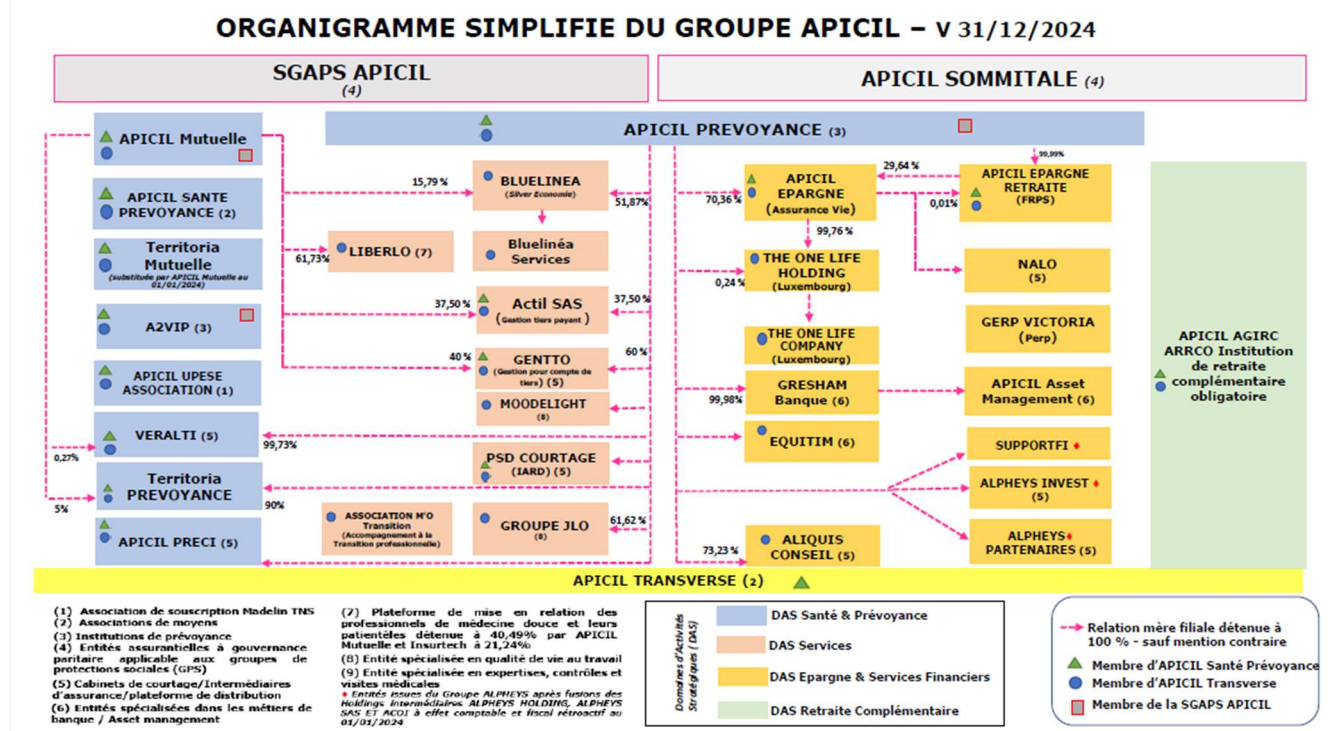 ORGANIGRAMME SIMPLIFIE DU GROUPE APICIL – V 31/12/2024
SGAPS APICIL
(4)
APICIL SOMMITALE (4)
APICIL PREVOYANCE (3)
APICIL Mutuelle
APICIL SANTE
PREVOYANCE (2)
Territoria
Mutuelle
(substituée par APICIL Mutuelle au
01/01/2024)
A2VIP (3)
APICIL UPESE
ASSOCIATION (1)
VERALTI (5)
Territoria
PREVOYANCE
APICIL PRECI (5)
0,27%
5%
99,73%
90%
15,79 %
BLUELINEA
(Silver Economie)
51,87%
LIBERLO (7)
61,73%
Bluelinéa
Services
37,50 %
Actil SAS
(Gestion tiers payant )
37,50 %
40 %
GENTTO
(Gestion pour compte de
tiers) (5)
60 %
MOODELIGHT
(8)
PSD COURTAGE
(IARD) (5)
ASSOCIATION M'O
Transition
(Accompagnement à la
Transition professionnelle)
GROUPE JLO
(8)
61,62 %
70,36 %
APICIL
EPARGNE
(Assurance Vie)
29,64 %
99,99%
0,01%
APICIL EPARGNE
RETRAITE
(FRPS)
99,76 %
0,24 %
THE ONE LIFE
HOLDING
(Luxembourg)
NALO
(5)
THE ONE LIFE
COMPANY
(Luxembourg)
GERP VICTORIA
(Perp)
99,98%
GRESHAM
Banque (6)
APICIL Asset
Management (6)
EQUITIM (6)
SUPPORTFI ♦
ALPHEYS INVEST ♦
(5)
ALPHEYS♦
PARTENAIRES (5)
73,23 %
ALIQUIS
CONSEIL (5)
APICIL AGIRC
ARRCO Institution
de retraite
complémentaire
obligatoire
APICIL TRANSVERSE (2)
(1) Association de souscription Madelin TNS
(2) Associations de moyens
(3) Institutions de prévoyance
(4) Entités assurantielles à gouvernance
paritaire applicable aux groupes de
protections sociales (GPS)
(5) Cabinets de courtage/Intermédiaires
d'assurance/plateforme de distribution
(6) Entités spécialisées dans les métiers de
banque / Asset management
(7) Plateforme de mise en relation des
professionnels de médecine douce et leurs
patientèles détenue à 40,49% par APICIL
Mutuelle et Insurtech à 21,24%
(8) Entité spécialisée en qualité de vie au travail
(9) Entité spécialisée en expertises, contrôles et
visites médicales
♦ Entités issues du Groupe ALPHEYS après fusions des
Holdings intermédiaires ALPHEYS HOLDING, ALPHEYS
SAS ET ACOJ à effet comptable et fiscal rétroactif au
01/01/2024
Domaines d'Activités
Stratégiques ( DAS)
DAS Santé & Prévoyance
DAS Services
DAS Epargne & Services Financiers
DAS Retraite Complémentaire
Relation mère filiale détenue à
100 % - sauf mention contraire
Membre d'APICIL Santé Prévoyance
Membre d'APICIL Transverse
Membre de la SGAPS APICIL